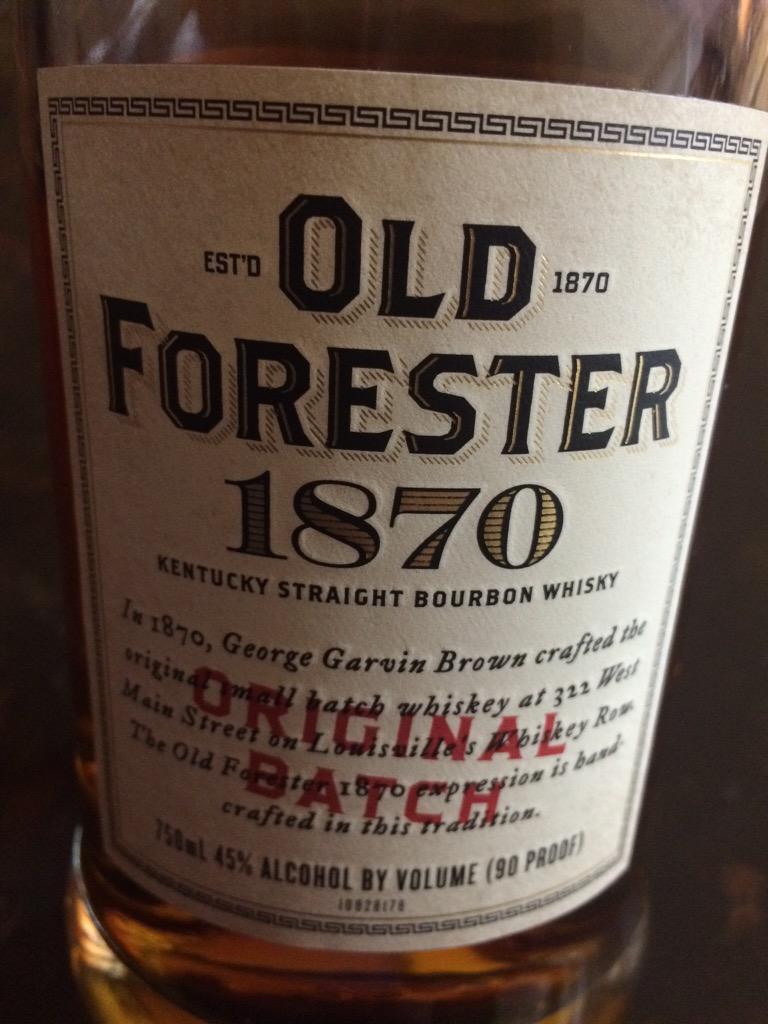 EST'D OLD 1870
FORESTER
1870
KENTUCKY STRAIGHT BOURBON WHISKY
In 1870, George Garvin Brown crafted the
original small batch whiskey at 322 West
Main Street on Louisville's Whiskey Row.
The Old Forester 1870 expression is hand-
crafted in this tradition.
ORIGINAL
BATCH
750mL 45% ALCOHOL BY VOLUME (90 PROOF)